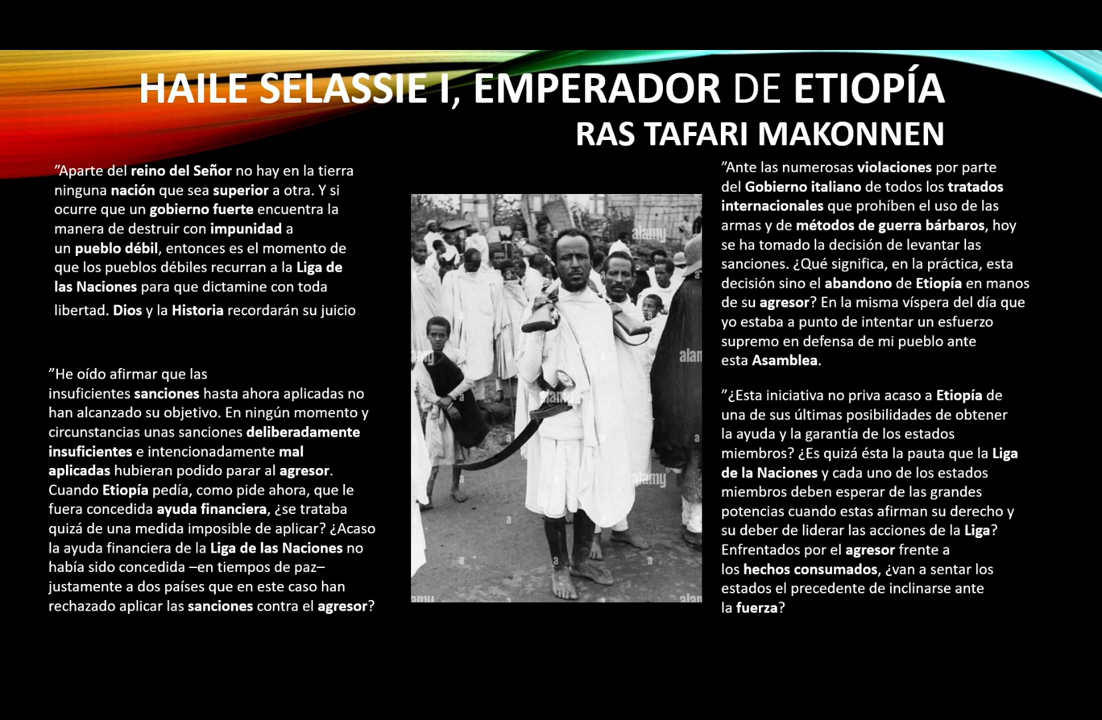 HAILE SELASSIE I, EMPERADOR DE ETIOPÍA
RAS TAFARI MAKONNEN
”Aparte del reino del Señor no hay en la tierra
ninguna nación que sea superior a otra. Y si
ocurre que un gobierno fuerte encuentra la
manera de destruir con impunidad a
un pueblo débil, entonces es el momento de
que los pueblos débiles recurran a la Liga de
las Naciones para que dictamine con toda
libertad. Dios y la Historia recordarán su juicio.
”He oído afirmar que las
insuficientes sanciones hasta ahora aplicadas no
han alcanzado su objetivo. En ningún momento y
circunstancias unas sanciones deliberadamente
insuficientes e intencionadamente mal
aplicadas hubieran podido parar al agresor.
Cuando Etiopía pedía, como pide ahora, que le
fuera concedida ayuda financiera, ¿se trataba
quizá de una medida imposible de aplicar? ¿Acaso
la ayuda financiera de la Liga de las Naciones no
había sido concedida –en tiempos de paz–
justamente a dos países que en este caso han
rechazado aplicar las sanciones contra el agresor?
”Ante las numerosas violaciones por parte
del Gobierno italiano de todos los tratados
internacionales que prohíben el uso de las
armas y de métodos de guerra bárbaros, hoy
se ha tomado la decisión de levantar las
sanciones. ¿Qué significa, en la práctica, esta
decisión sino el abandono de Etiopía en manos
de su agresor? En la misma víspera del día que
yo estaba a punto de intentar un esfuerzo
supremo en defensa de mi pueblo ante
esta Asamblea.
”¿Esta iniciativa no priva acaso a Etiopía de
una de sus últimas posibilidades de obtener
la ayuda y la garantía de los estados
miembros? ¿Es quizá ésta la pauta que la Liga
de la Naciones y cada uno de los estados
miembros deben esperar de las grandes
potencias cuando estas afirman su derecho y
su deber de liderar las acciones de la Liga?
Enfrentados por el agresor frente a
los hechos consumados, ¿van a sentar los
estados el precedente de inclinarse ante
la fuerza?
alamy
alamy
alamy
alamy